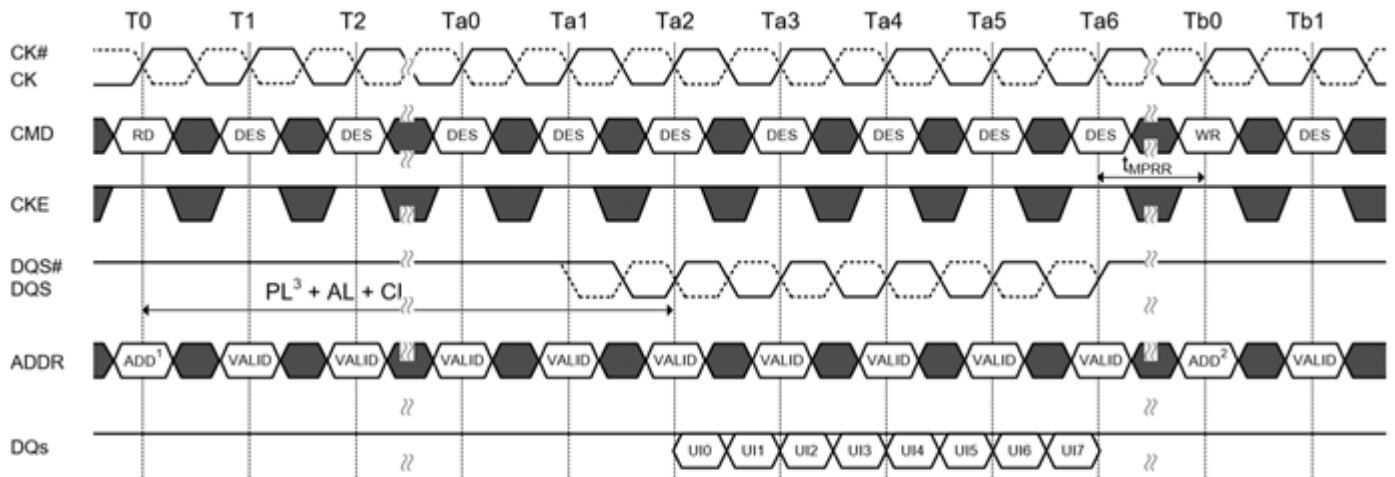 T0 T1 T2 Ta0 Ta1 Ta2 Ta3 Ta4 Ta5 Ta6 Tb0 Tb1
CK#
CK
CMD RD DES DES DES DES DES DES DES DES DES WR DES
tMPRR
CKE
DQS#
DQS
PL³ + AL + CL
ADDR ADD¹ VALID VALID VALID VALID VALID VALID VALID VALID VALID ADD² VALID
DQs UI0 UI1 UI2 UI3 UI4 UI5 UI6 UI7